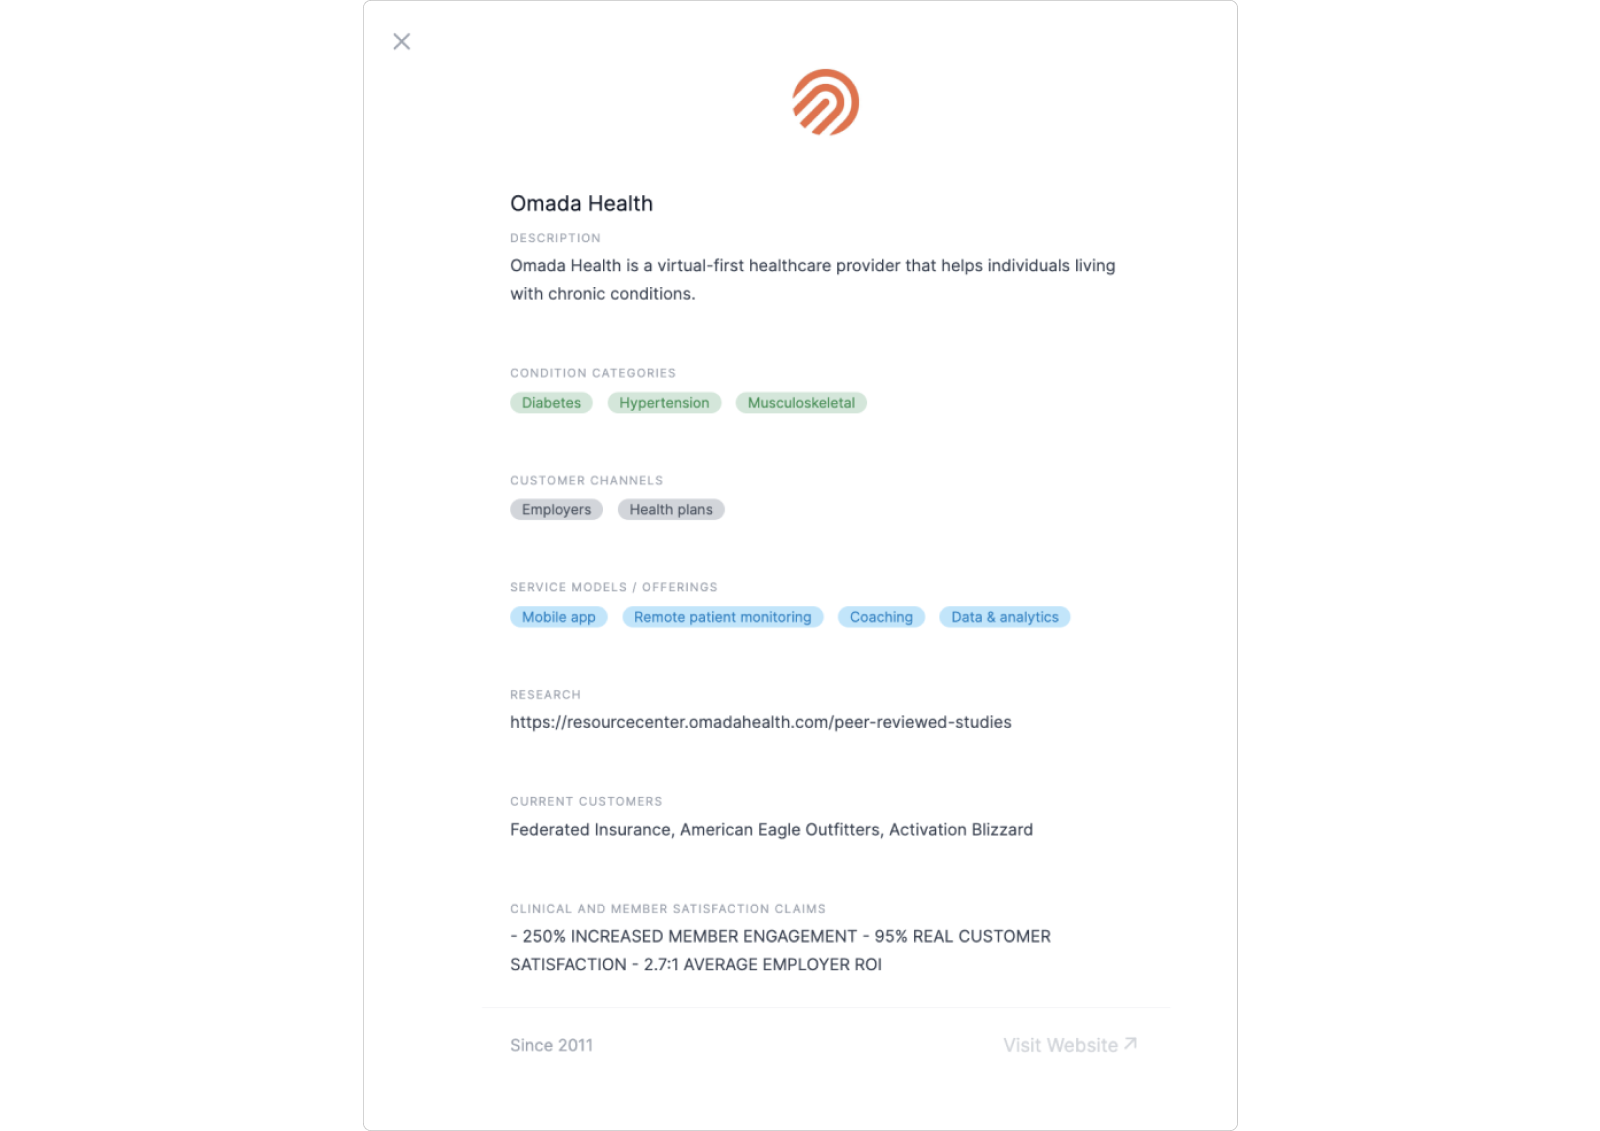 Omada Health
DESCRIPTION
Omada Health is a virtual-first healthcare provider that helps individuals living
with chronic conditions.
CONDITION CATEGORIES
Diabetes Hypertension Musculoskeletal
CUSTOMER CHANNELS
Employers Health plans
SERVICE MODELS / OFFERINGS
Mobile app Remote patient monitoring Coaching Data & analytics
RESEARCH
https://resourcecenter.omadahealth.com/peer-reviewed-studies
CURRENT CUSTOMERS
Federated Insurance, American Eagle Outfitters, Activation Blizzard
CLINICAL AND MEMBER SATISFACTION CLAIMS
- 250% INCREASED MEMBER ENGAGEMENT - 95% REAL CUSTOMER
SATISFACTION - 2.7:1 AVERAGE EMPLOYER ROI
Since 2011 Visit Website